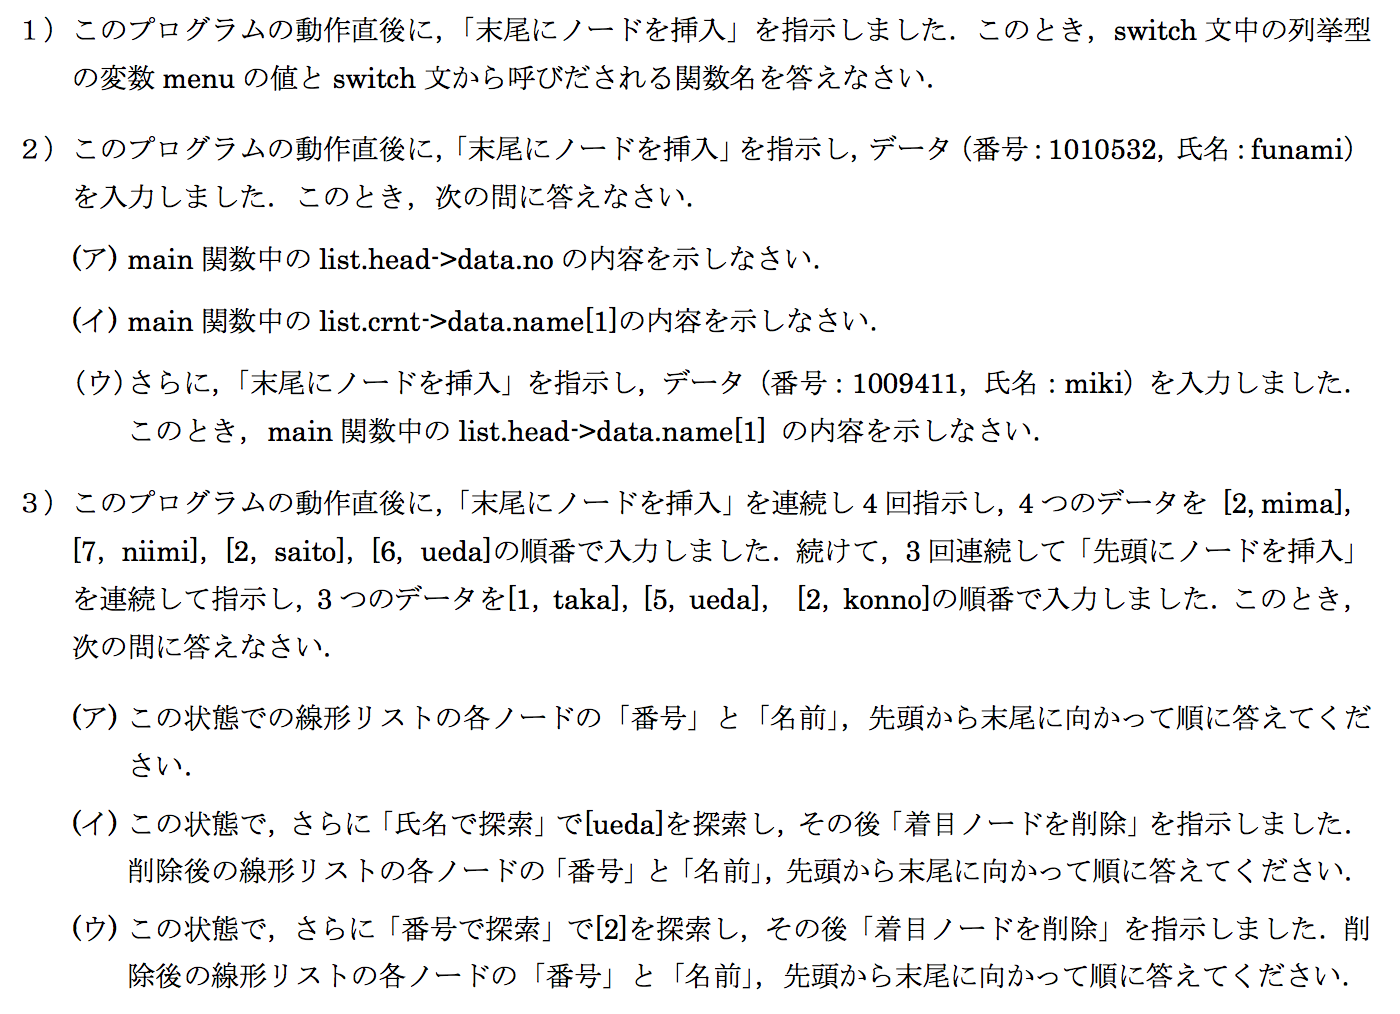 1）このプログラムの動作直後に，「末尾にノードを挿入」を指示しました．このとき，switch 文中の列挙型
の変数 menu の値と switch 文から呼びだされる関数名を答えなさい．
2）このプログラムの動作直後に，「末尾にノードを挿入」を指示し，データ（番号：1010532，氏名：funami）
を入力しました．このとき，次の問に答えなさい．
(ア) main 関数中の list.head->data.no の内容を示しなさい．
(イ) main 関数中の list.crnt->data.name[1]の内容を示しなさい．
（ウ）さらに，「末尾にノードを挿入」を指示し，データ（番号：1009411，氏名：miki）を入力しました．
このとき，main 関数中の list.head->data.name[1] の内容を示しなさい．
3）このプログラムの動作直後に，「末尾にノードを挿入」を連続し 4 回指示し，4 つのデータを [2, mima]，
[7, niimi]，[2, saito]，[6, ueda]の順番で入力しました．続けて，3 回連続して「先頭にノードを挿入」
を連続して指示し，3 つのデータを[1, taka]，[5, ueda]， [2, konno]の順番で入力しました．このとき，
次の問に答えなさい．
(ア) この状態での線形リストの各ノードの「番号」と「名前」，先頭から末尾に向かって順に答えてくだ
さい．
(イ) この状態で，さらに「氏名で探索」で[ueda]を探索し，その後「着目ノードを削除」を指示しました．
削除後の線形リストの各ノードの「番号」と「名前」，先頭から末尾に向かって順に答えてください．
(ウ) この状態で，さらに「番号で探索」で[2]を探索し，その後「着目ノードを削除」を指示しました．削
除後の線形リストの各ノードの「番号」と「名前」，先頭から末尾に向かって順に答えてください．